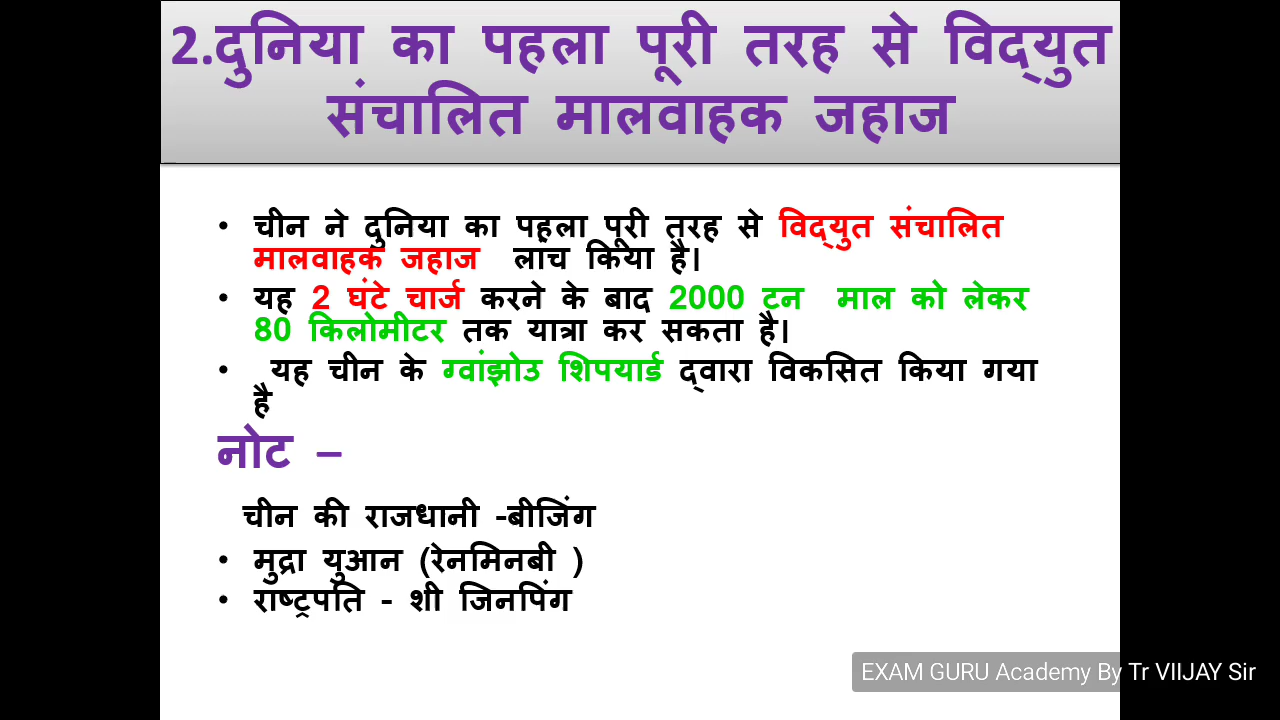 2.दुनिया का पहला पूरी तरह से विद्युत
संचालित मालवाहक जहाज
• चीन ने दुनिया का पहला पूरी तरह से विद्युत संचालित
मालवाहक जहाज लांच किया है।
• यह 2 घंटे चार्ज करने के बाद 2000 टन माल को लेकर
80 किलोमीटर तक यात्रा कर सकता है।
• यह चीन के ग्वांझोउ शिपयार्ड द्वारा विकसित किया गया
है
नोट –
चीन की राजधानी -बीजिंग
• मुद्रा युआन (रेनमिनबी )
• राष्ट्रपति - शी जिनपिंग
EXAM GURU Academy By Tr VIIJAY Sir